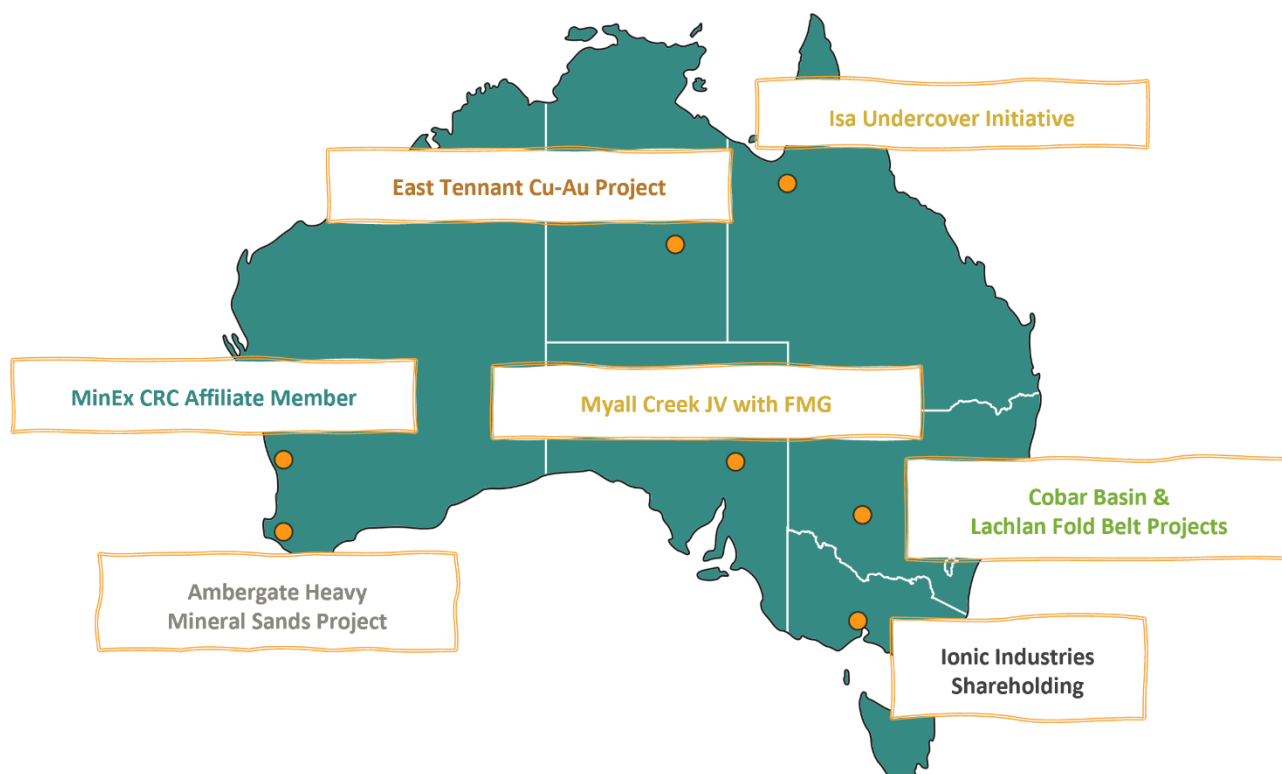 Isa Undercover Initiative
East Tennant Cu-Au Project
MinEx CRC Affiliate Member
Myall Creek JV with FMG
Cobar Basin &
Lachlan Fold Belt Projects
Ambergate Heavy
Mineral Sands Project
Ionic Industries
Shareholding